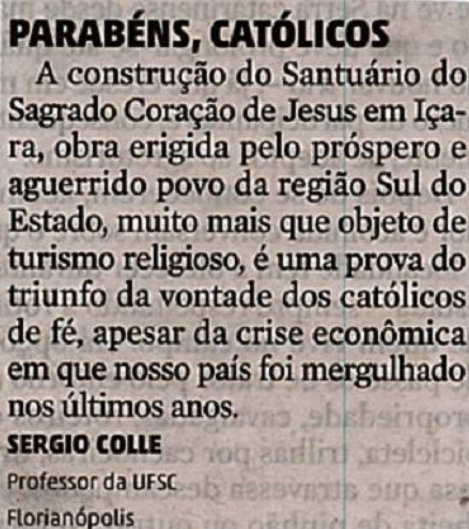 PARABÉNS, CATÓLICOS
A construção do Santuário do
Sagrado Coração de Jesus em Iça-
ra, obra erigida pelo próspero e
aguerrido povo da região Sul do
Estado, muito mais que objeto de
turismo religioso, é uma prova do
triunfo da vontade dos católicos
de fé, apesar da crise econômica
em que nosso país foi mergulhado
nos últimos anos.
SERGIO COLLE
Professor da UFSC
Florianópolis